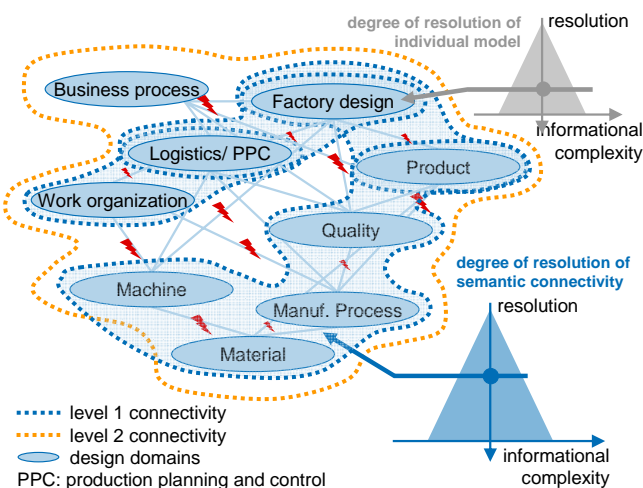 degree of resolution of
individual model
resolution
informational
complexity
Business process
Factory design
Logistics/ PPC
Product
Work organization
Quality
degree of resolution of
semantic connectivity
resolution
Machine
Manuf. Process
Material
informational
complexity
level 1 connectivity
level 2 connectivity
design domains
PPC: production planning and control